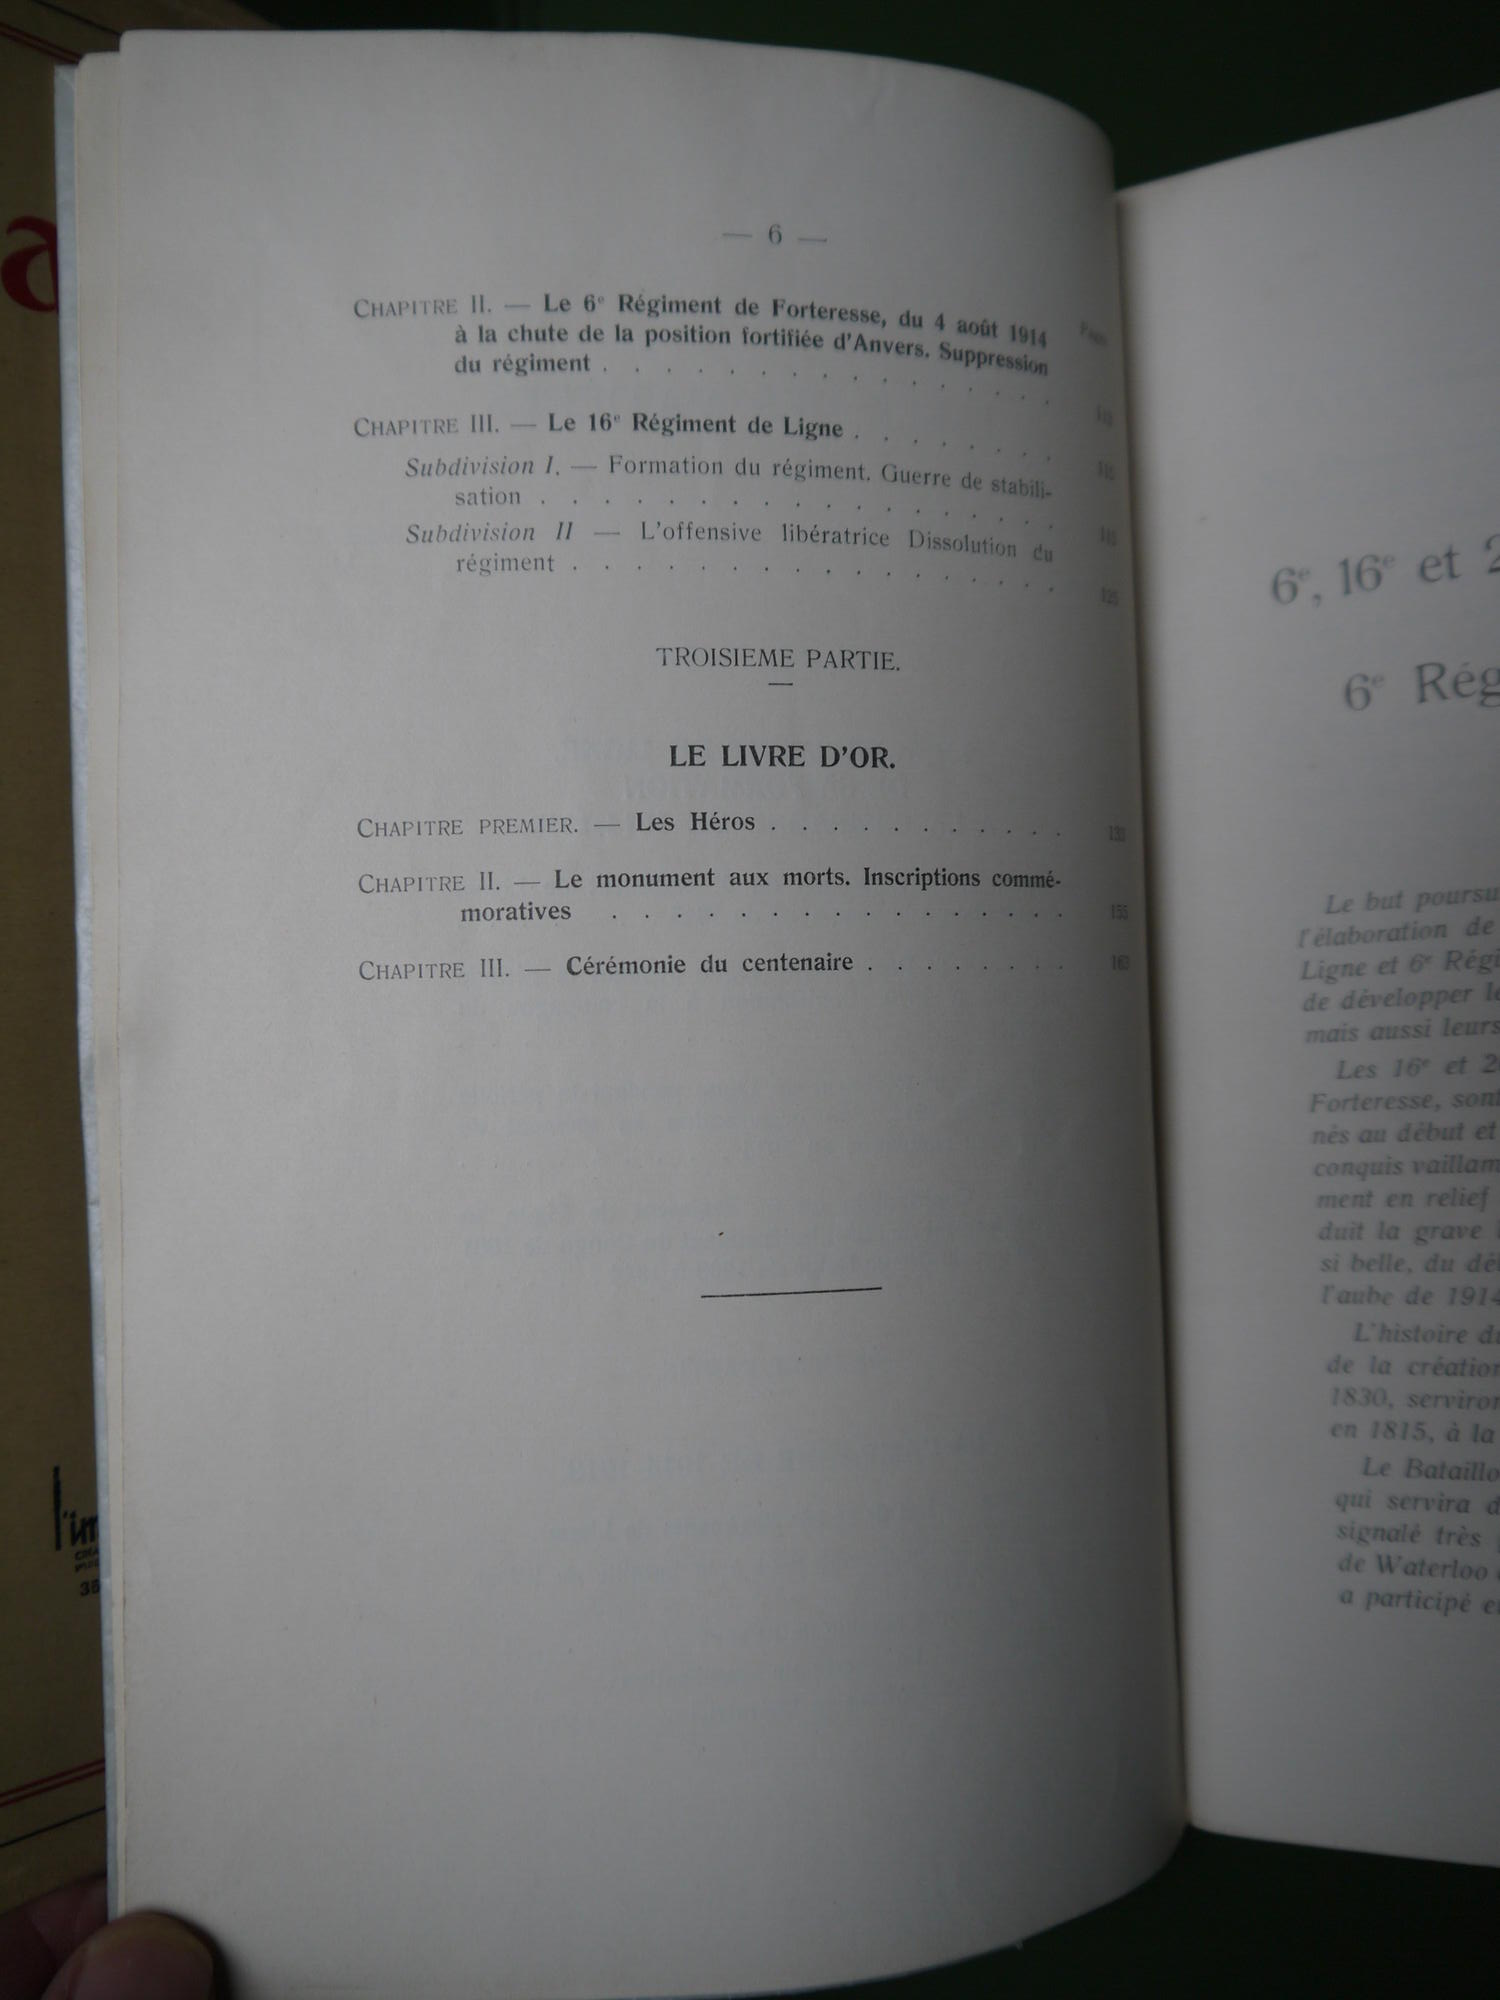 — 6 —
CHAPITRE II. — Le 6e Régiment de Forteresse, du 4 août 1914
à la chute de la position fortifiée d'Anvers. Suppression
du régiment . . . . . . . . . . . . . . .
CHAPITRE III. — Le 16e Régiment de Ligne . . . . . . .
Subdivision I. — Formation du régiment. Guerre de stabili-
sation . . . . . . . . . . . . . . . . .
Subdivision II — L'offensive libératrice Dissolution du
régiment . . . . . . . . . . . . . . . . 125
TROISIEME PARTIE.
LE LIVRE D'OR.
CHAPITRE PREMIER. — Les Héros . . . . . . . . . . .
CHAPITRE II. — Le monument aux morts. Inscriptions commé-
moratives . . . . . . . . . . . . . . . 155
CHAPITRE III. — Cérémonie du centenaire . . . . . . . . 163
6e, 16e et 2
6e Rég
Le but poursu
l'élaboration de
Ligne et 6e Régi
de développer le
mais aussi leurs
Les 16e et 2
Forteresse, sont
nés au début et
conquis vaillam
ment en relief
duit la grave
si belle, du dé
l'aube de 1914
L'histoire d
de la création
1830, serviron
en 1815, à la
Le Bataillo
qui servira d
signalé très
de Waterloo
a participé e
l'im